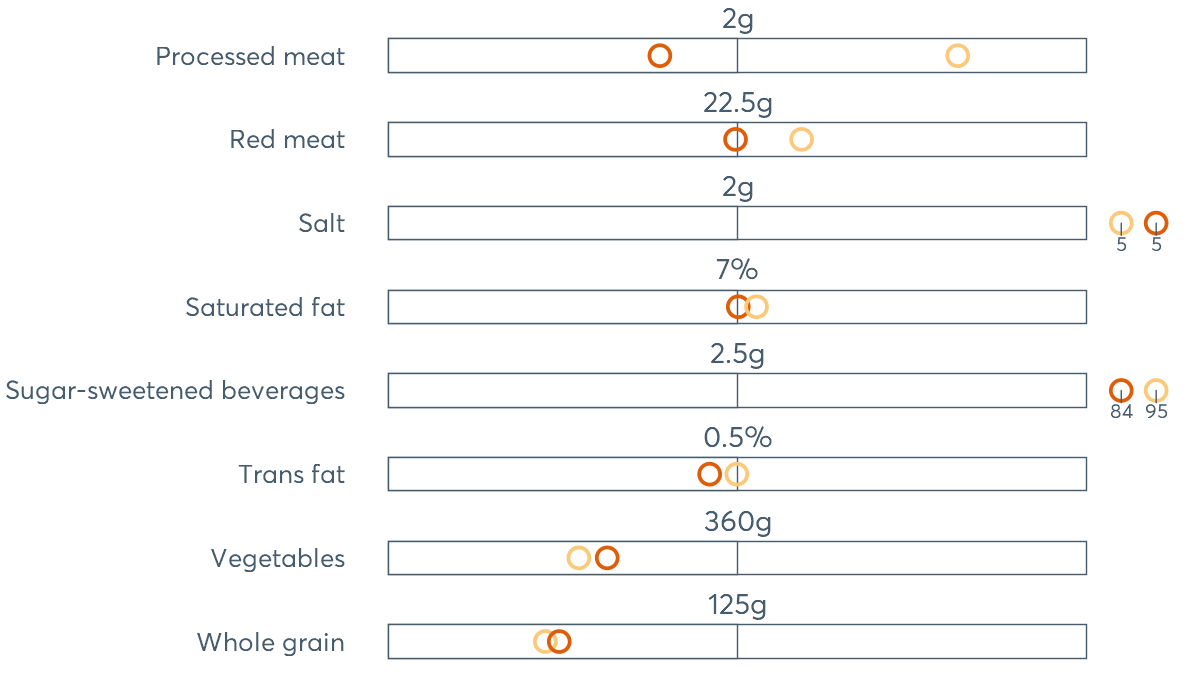 2g
Processed meat
22.5g
Red meat
2g
Salt
5 5
7%
Saturated fat
2.5g
Sugar-sweetened beverages
84 95
0.5%
Trans fat
360g
Vegetables
125g
Whole grain